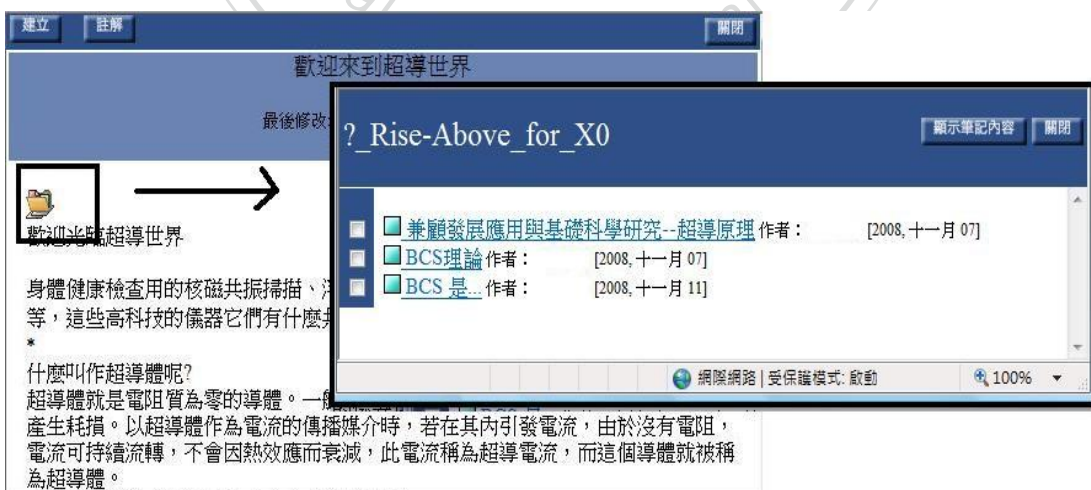 建立 註解 關閉
歡迎來到超導世界
最後修改
?_Rise-Above_for_X0 顯示筆記內容 關閉
兼顧發展應用與基礎科學研究--超導原理 作者： [2008, 十一月 07]
BCS理論 作者： [2008, 十一月 07]
BCS 是... 作者： [2008, 十一月 11]
網際網路 | 受保護模式: 啟動 100%
歡迎光臨超導世界
身體健康檢查用的核磁共振掃描、
等，這些高科技的儀器它們有什麼
*
什麼叫作超導體呢?
超導體就是電阻質為零的導體。一
產生耗損。以超導體作為電流的傳播媒介時，若在其內引發電流，由於沒有電阻，
電流可持續流轉，不會因熱效應而衰減，此電流稱為超導電流，而這個導體就被稱
為超導體。